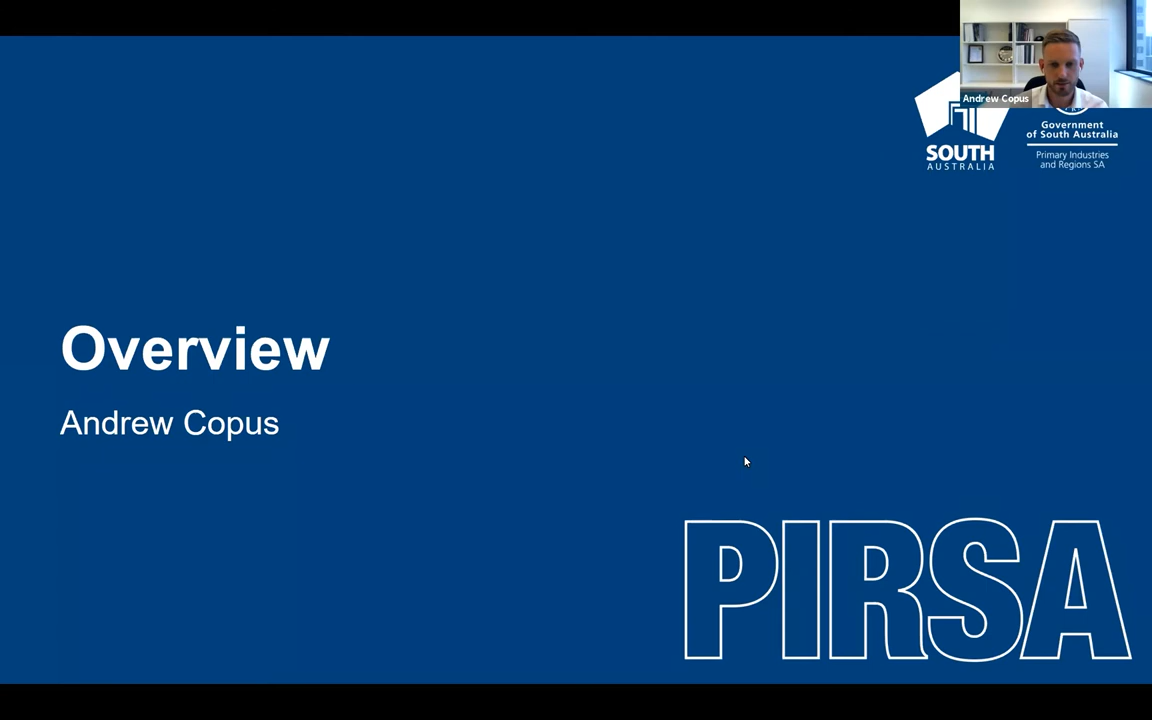 Andrew Copus
SOUTH
AUSTRALIA
Government
of South Australia
Primary Industries
and Regions SA
Overview
Andrew Copus
PIRSA